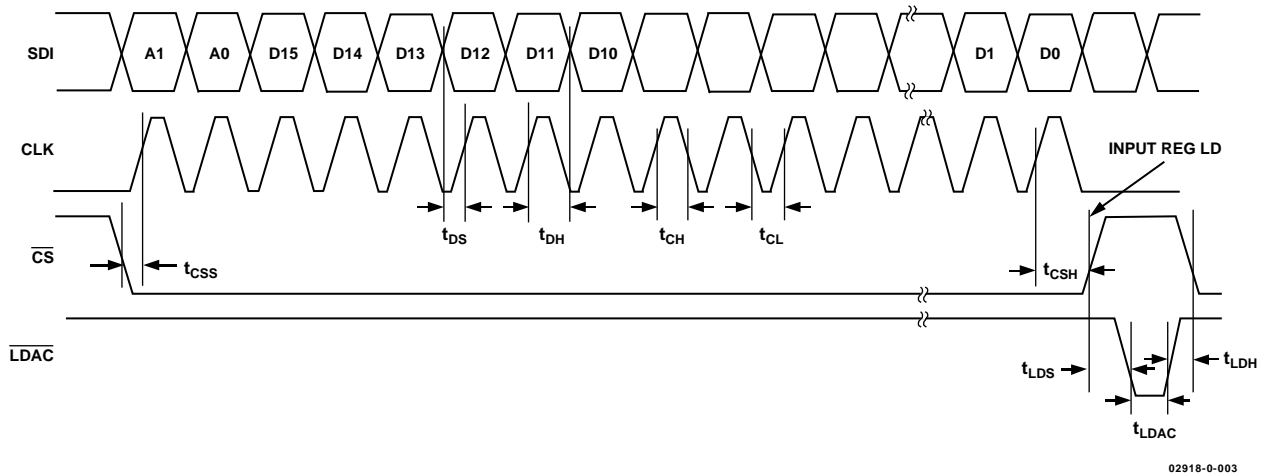 SDI
A1 A0 D15 D14 D13 D12 D11 D10 D1 D0
CLK
INPUT REG LD
tDS tDH tCH tCL
CS
tCSS
tCSH
LDAC
tLDS
tLDH
tLDAC
02918-0-003